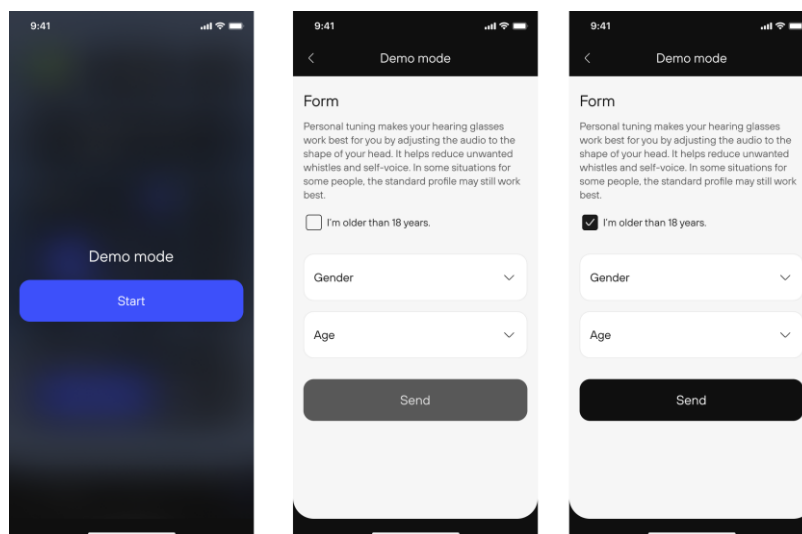 9:41
Demo mode
Start
9:41
Demo mode
Form
Personal tuning makes your hearing glasses
work best for you by adjusting the audio to the
shape of your head. It helps reduce unwanted
whistles and self-voice. In some situations for
some people, the standard profile may still work
best.
I'm older than 18 years.
Gender
Age
Send
9:41
Demo mode
Form
Personal tuning makes your hearing glasses
work best for you by adjusting the audio to the
shape of your head. It helps reduce unwanted
whistles and self-voice. In some situations for
some people, the standard profile may still work
best.
I'm older than 18 years.
Gender
Age
Send